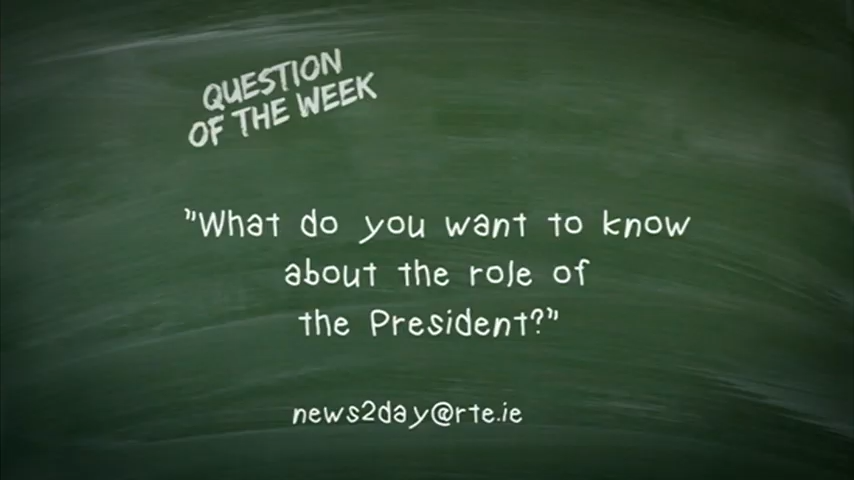 QUESTION
OF THE WEEK
"What do you want to know
about the role of
the President?"
news2day@rte.ie